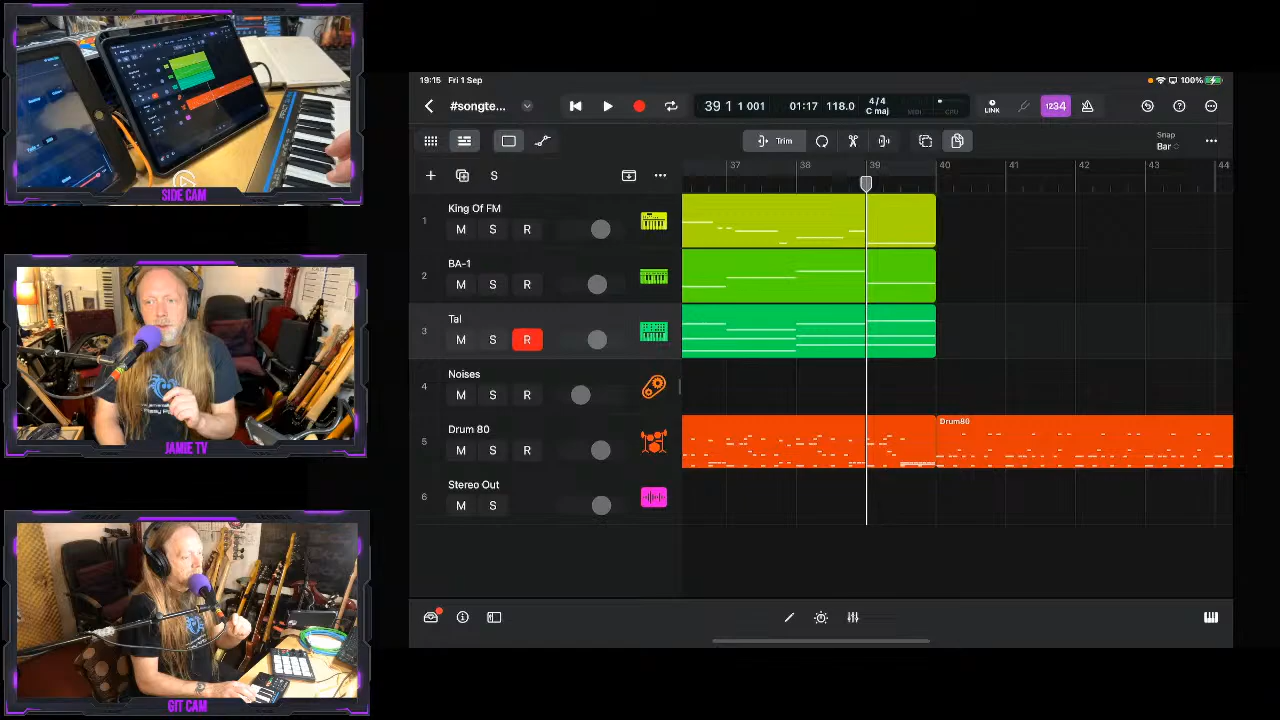 SIDE CAM
JAMIE TV
GIT CAM
19:15 Fri 1 Sep
100%
#songte...
39 1 1 001
01:17
118.0
4/4
C maj
MIDI
CPU
LINK
1234
Trim
Snap
Bar
S
37
38
39
40
41
42
43
44
1
King Of FM
M S R
2
BA-1
M S R
3
Tal
M S R
4
Noises
M S R
5
Drum 80
M S R
Drum80
6
Stereo Out
M S